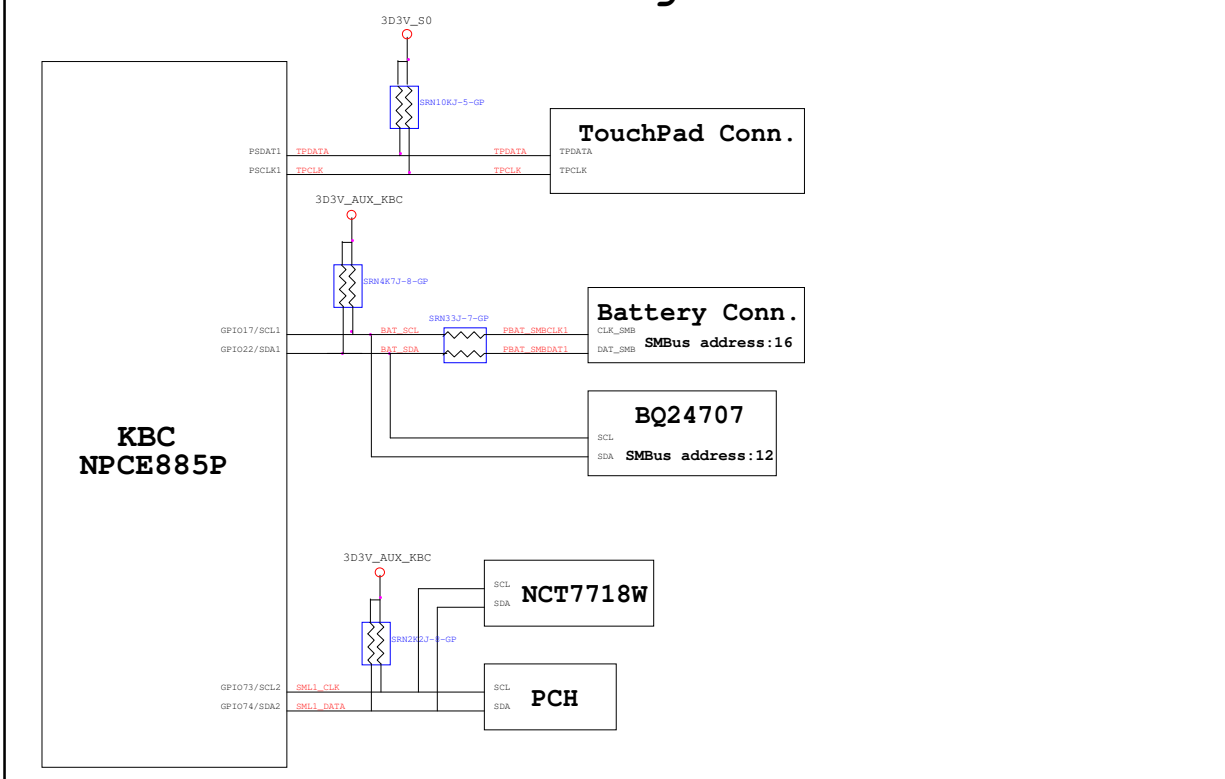 3D3V_S0
SRN10KJ-5-GP
TouchPad Conn.
PSDAT1 TPDATA TPDATA TPDATA
PSCLK1 TPCLK TPCLK TPCLK
3D3V_AUX_KBC
SRN4K7J-8-GP
Battery Conn.
SRN33J-7-GP
GPIO17/SCL1 BAT_SCL PBAT_SMBCLK1 CLK_SMB
SMBus address:16
GPIO22/SDA1 BAT_SDA PBAT_SMBDAT1 DAT_SMB
BQ24707
SCL
SDA SMBus address:12
KBC
NPCE885P
3D3V_AUX_KBC
SCL
NCT7718W
SDA
SRN2K2J-8-GP
GPIO73/SCL2 SML1_CLK SCL
PCH
GPIO74/SDA2 SML1_DATA SDA